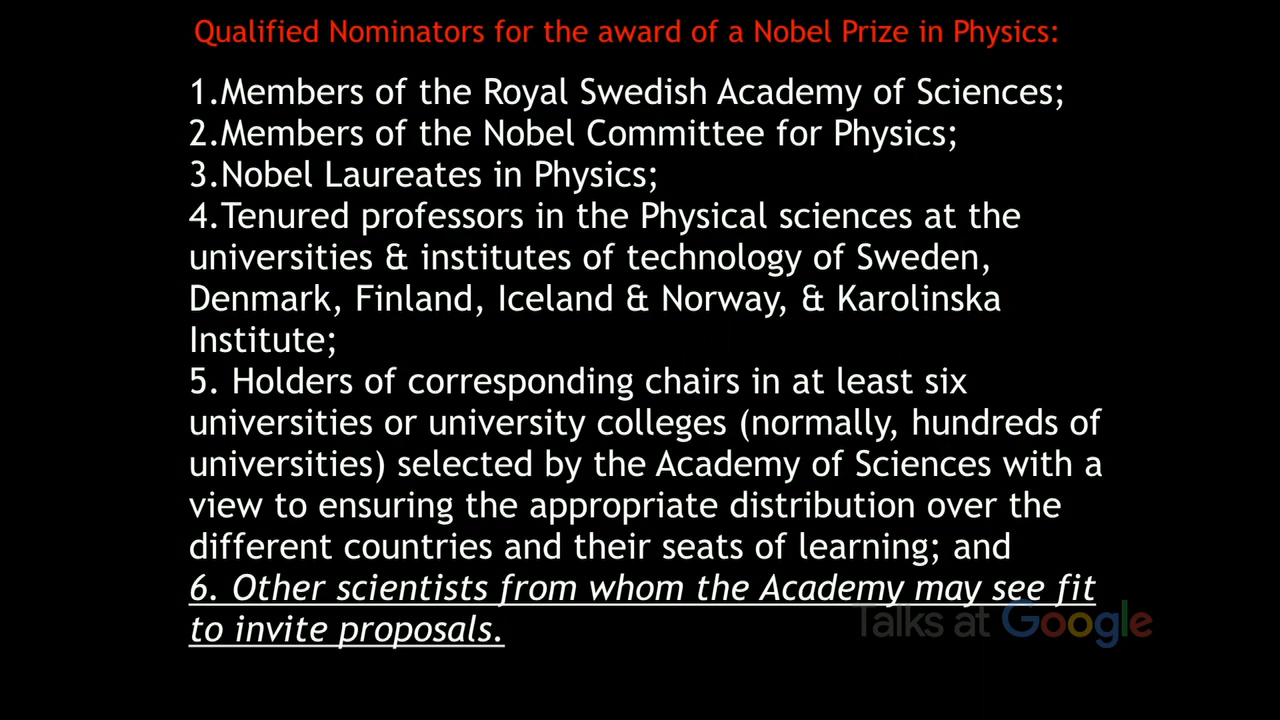 Qualified Nominators for the award of a Nobel Prize in Physics:
1.Members of the Royal Swedish Academy of Sciences;
2.Members of the Nobel Committee for Physics;
3.Nobel Laureates in Physics;
4.Tenured professors in the Physical sciences at the
universities & institutes of technology of Sweden,
Denmark, Finland, Iceland & Norway, & Karolinska
Institute;
5. Holders of corresponding chairs in at least six
universities or university colleges (normally, hundreds of
universities) selected by the Academy of Sciences with a
view to ensuring the appropriate distribution over the
different countries and their seats of learning; and
6. Other scientists from whom the Academy may see fit
to invite proposals.
Talks at Google